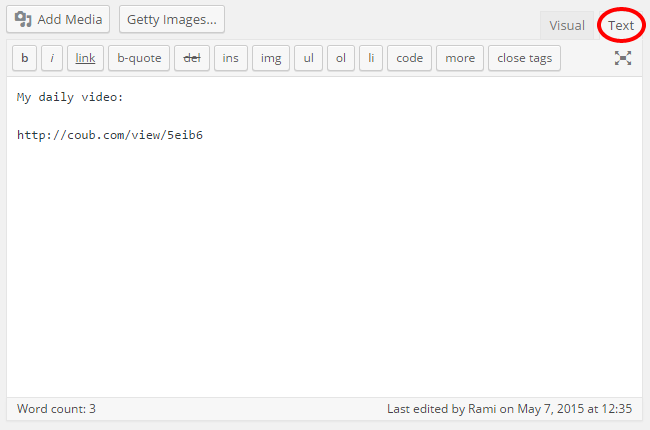 Add Media Getty Images...
Visual Text
b i link b-quote del ins img ul ol li code more close tags
My daily video:
http://coub.com/view/5eib6
Word count: 3 Last edited by Rami on May 7, 2015 at 12:35